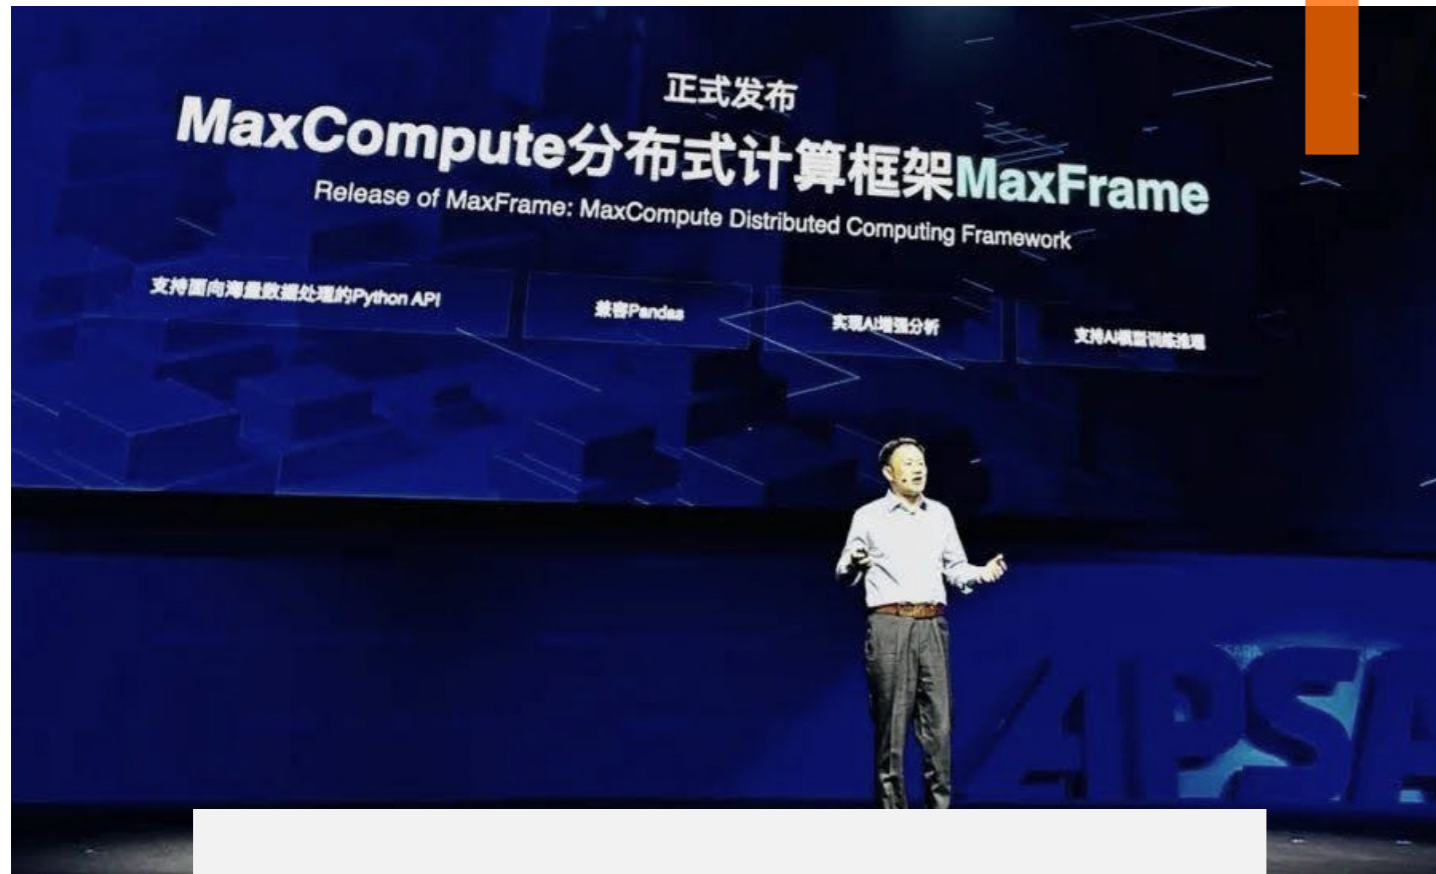 正式发布
MaxCompute分布式计算框架MaxFrame
Release of MaxFrame: MaxCompute Distributed Computing Framework
支持面向海量数据处理的Python API
兼容Pandas
实现AI增强分析
支持AI模型训练推理
APSA